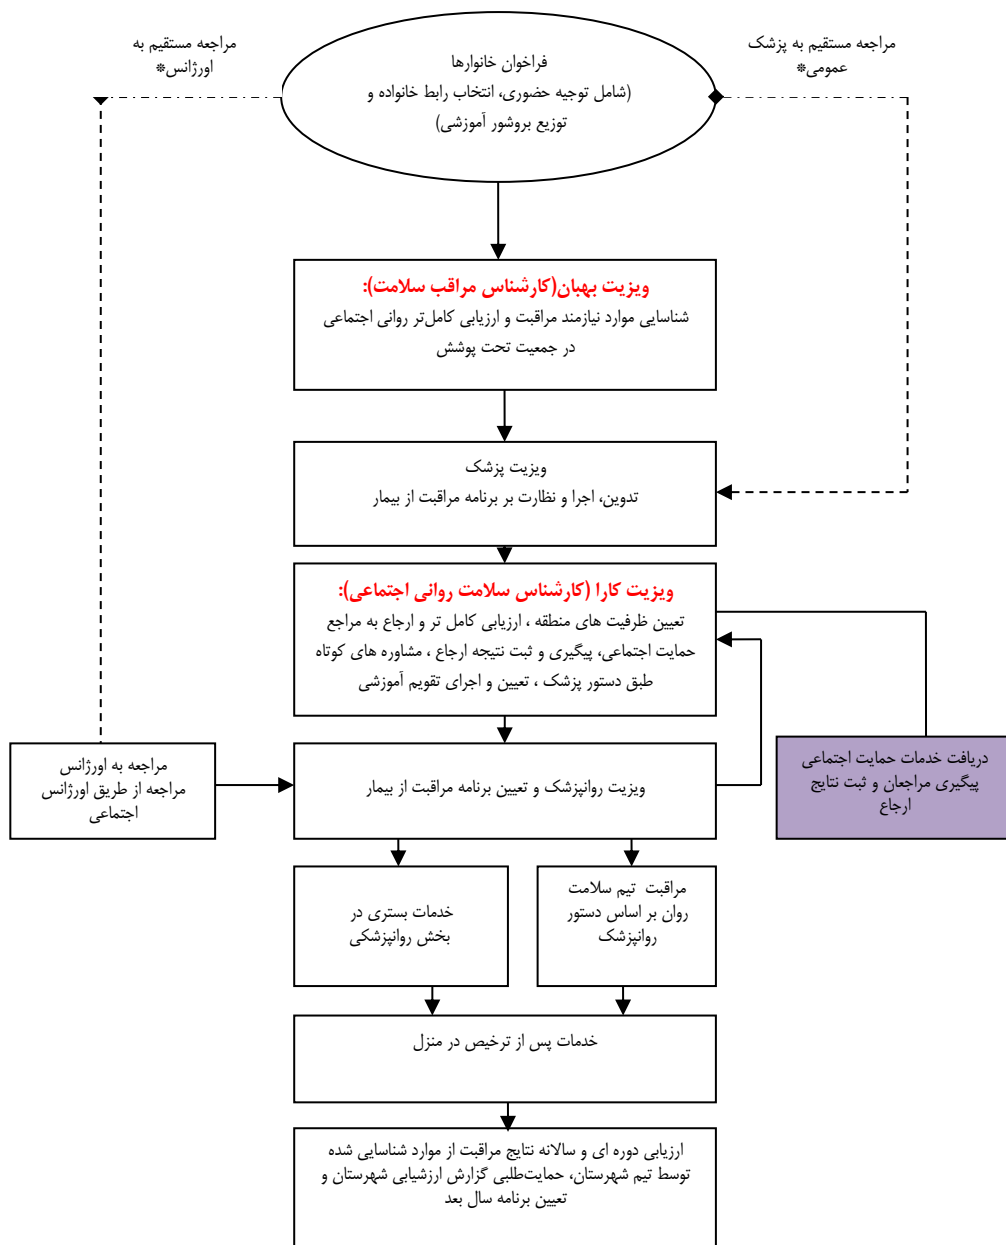 مراجعه مستقیم به پزشک
عمومی*
فراخوان خانوارها
(شامل توجیه حضوری، انتخاب رابط خانواده و
توزیع بروشور آموزشی)
مراجعه مستقیم به
اورژانس*
ویزیت بهبان(کارشناس مراقب سلامت):
شناسایی موارد نیازمند مراقبت و ارزیابی کامل‌تر روانی اجتماعی
در جمعیت تحت پوشش
ویزیت پزشک
تدوین، اجرا و نظارت بر برنامه مراقبت از بیمار
ویزیت کارا (کارشناس سلامت روانی اجتماعی):
تعیین ظرفیت های منطقه ، ارزیابی کامل تر و ارجاع به مراجع
حمایت اجتماعی، پیگیری و ثبت نتیجه ارجاع ، مشاوره های کوتاه
طبق دستور پزشک ، تعیین و اجرای تقویم آموزشی
دریافت خدمات حمایت اجتماعی
پیگیری مراجعان و ثبت نتایج
ارجاع
ویزیت روانپزشک و تعیین برنامه مراقبت از بیمار
مراجعه به اورژانس
مراجعه از طریق اورژانس
اجتماعی
مراقبت تیم سلامت
روان بر اساس دستور
روانپزشک
خدمات بستری در
بخش روانپزشکی
خدمات پس از ترخیص در منزل
ارزیابی دوره ای و سالانه نتایج مراقبت از موارد شناسایی شده
توسط تیم شهرستان، حمایت‌طلبی گزارش ارزشیابی شهرستان و
تعیین برنامه سال بعد